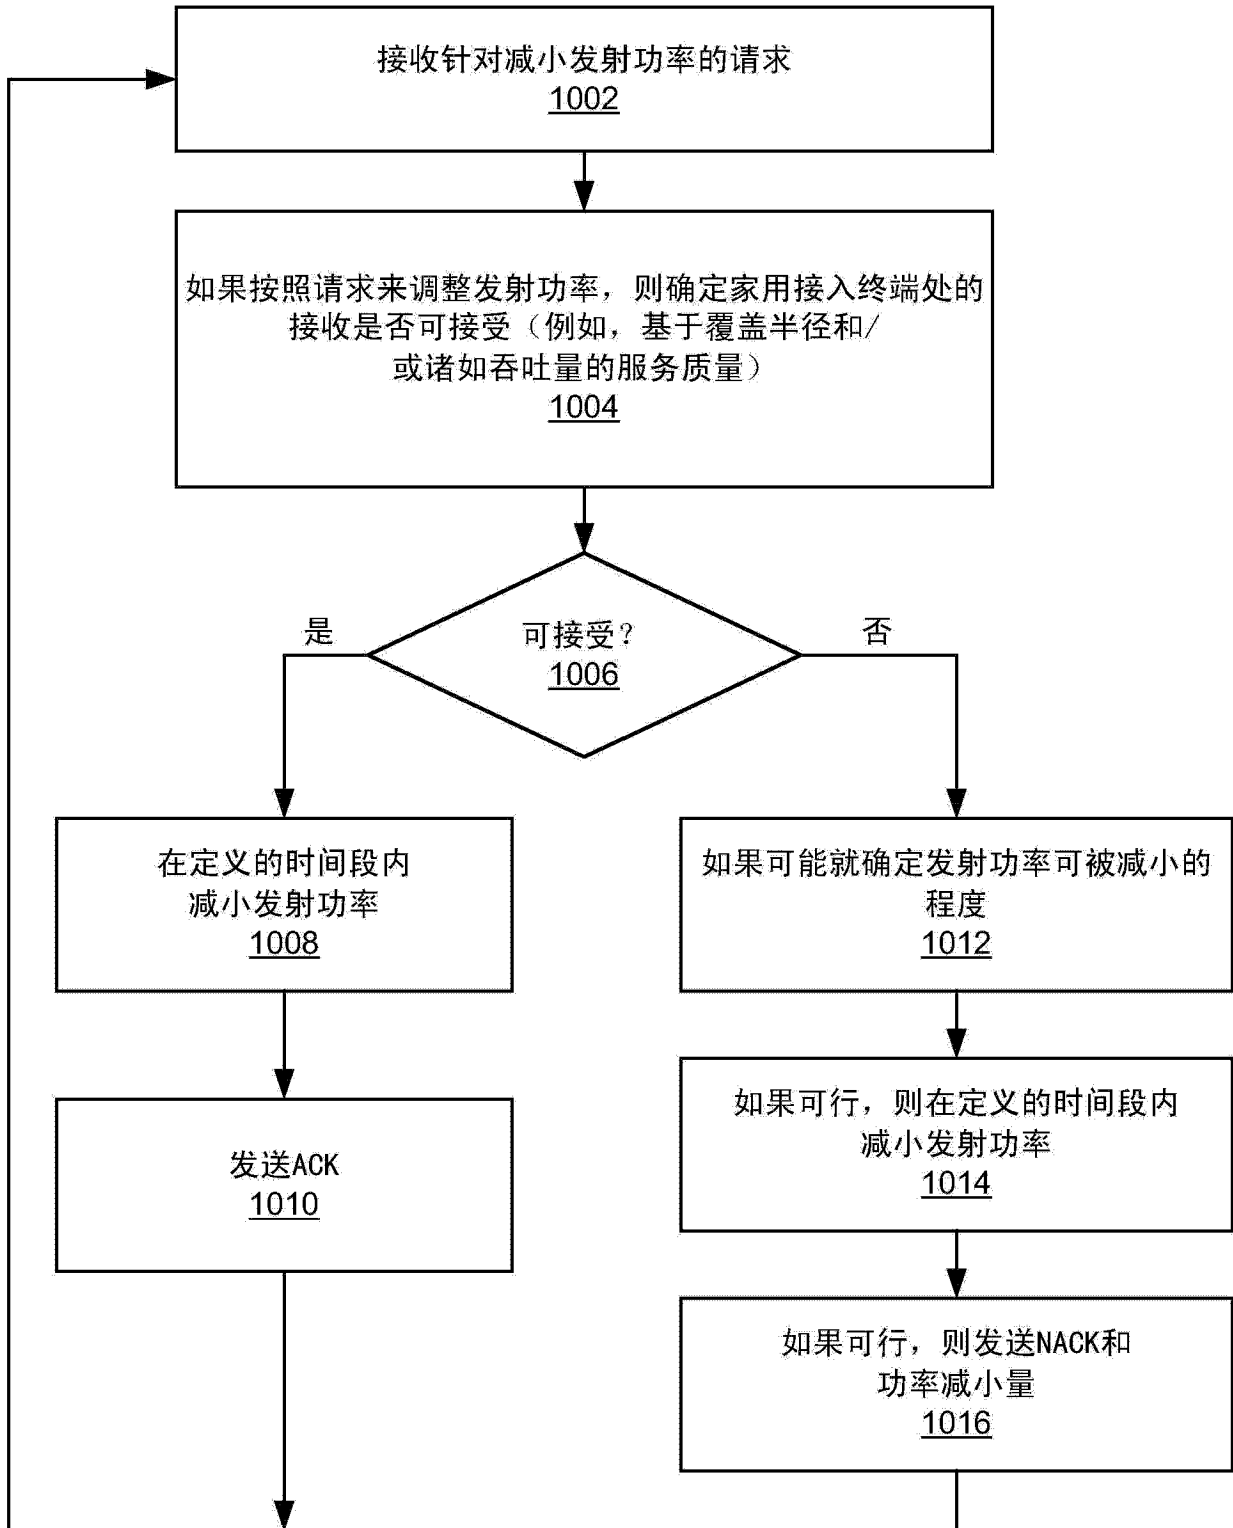 接收针对减小发射功率的请求
1002
如果按照请求来调整发射功率，则确定家用接入终端处的
接收是否可接受（例如，基于覆盖半径和/
或诸如吞吐量的服务质量）
1004
可接受？
1006
是
否
在定义的时间段内
减小发射功率
1008
发送ACK
1010
如果可能就确定发射功率可被减小的
程度
1012
如果可行，则在定义的时间段内
减小发射功率
1014
如果可行，则发送NACK和
功率减小量
1016